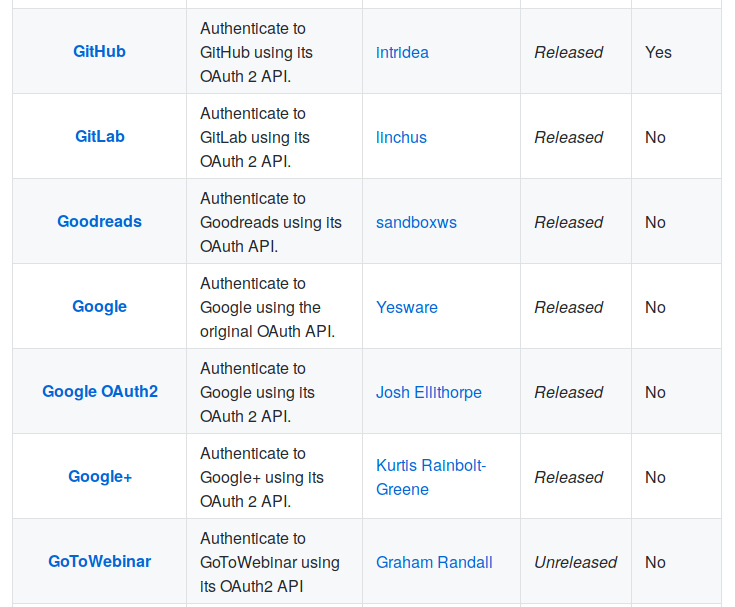 GitHub
Authenticate to
GitHub using its
OAuth 2 API.
intridea
Released
Yes
GitLab
Authenticate to
GitLab using its
OAuth 2 API.
linchus
Released
No
Goodreads
Authenticate to
Goodreads using its
OAuth API.
sandboxws
Released
No
Google
Authenticate to
Google using the
original OAuth API.
Yesware
Released
No
Google OAuth2
Authenticate to
Google using its
OAuth 2 API.
Josh Ellithorpe
Released
No
Google+
Authenticate to
Google+ using its
OAuth 2 API.
Kurtis Rainbolt-
Greene
Released
No
GoToWebinar
Authenticate to
GoToWebinar using
its OAuth2 API
Graham Randall
Unreleased
No